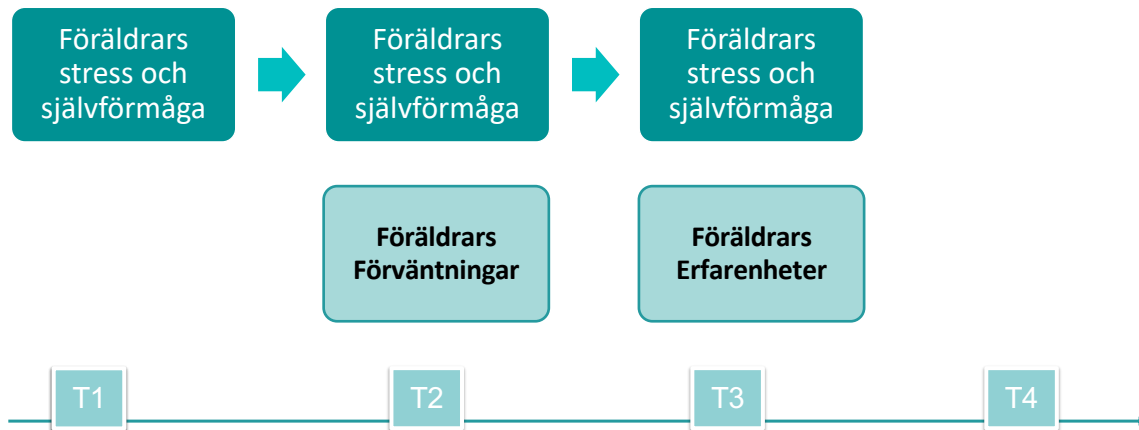 Föräldrars
stress och
självförmåga
Föräldrars
stress och
självförmåga
Föräldrars
stress och
självförmåga
Föräldrars
Förväntningar
Föräldrars
Erfarenheter
T1
T2
T3
T4